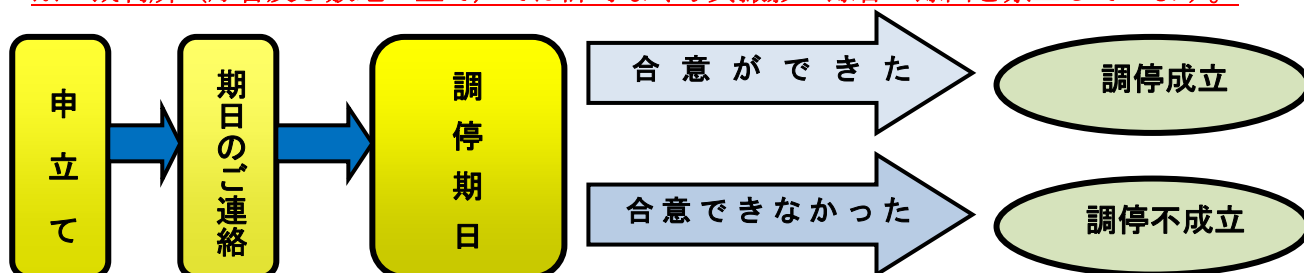 申立て
期日のご連絡
調停期日
合意ができた
調停成立
合意できなかった
調停不成立